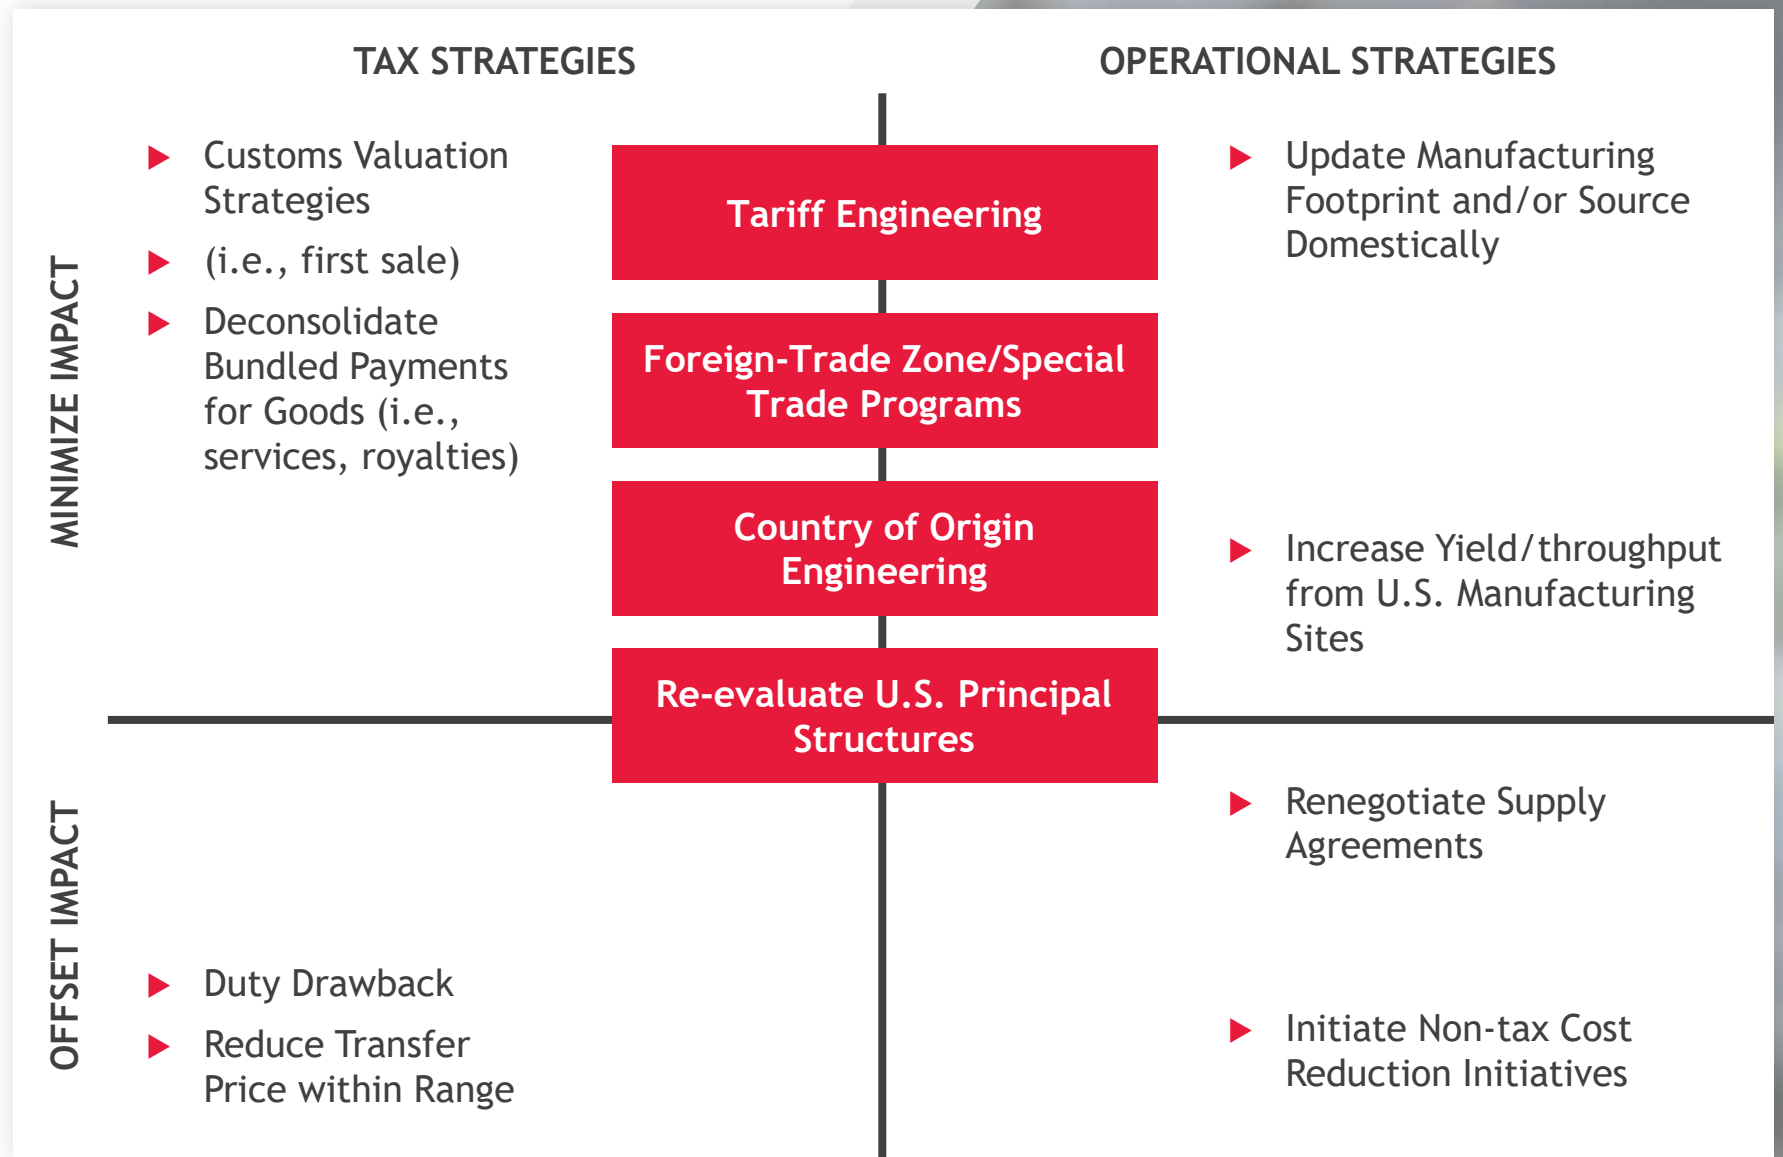 TAX STRATEGIES
OPERATIONAL STRATEGIES
MINIMIZE IMPACT
Customs Valuation
Strategies
(i.e., first sale)
Deconsolidate
Bundled Payments
for Goods (i.e.,
services, royalties)
Tariff Engineering
Foreign-Trade Zone/Special
Trade Programs
Country of Origin
Engineering
Re-evaluate U.S. Principal
Structures
Update Manufacturing
Footprint and/or Source
Domestically
Increase Yield/throughput
from U.S. Manufacturing
Sites
OFFSET IMPACT
Duty Drawback
Reduce Transfer
Price within Range
Renegotiate Supply
Agreements
Initiate Non-tax Cost
Reduction Initiatives